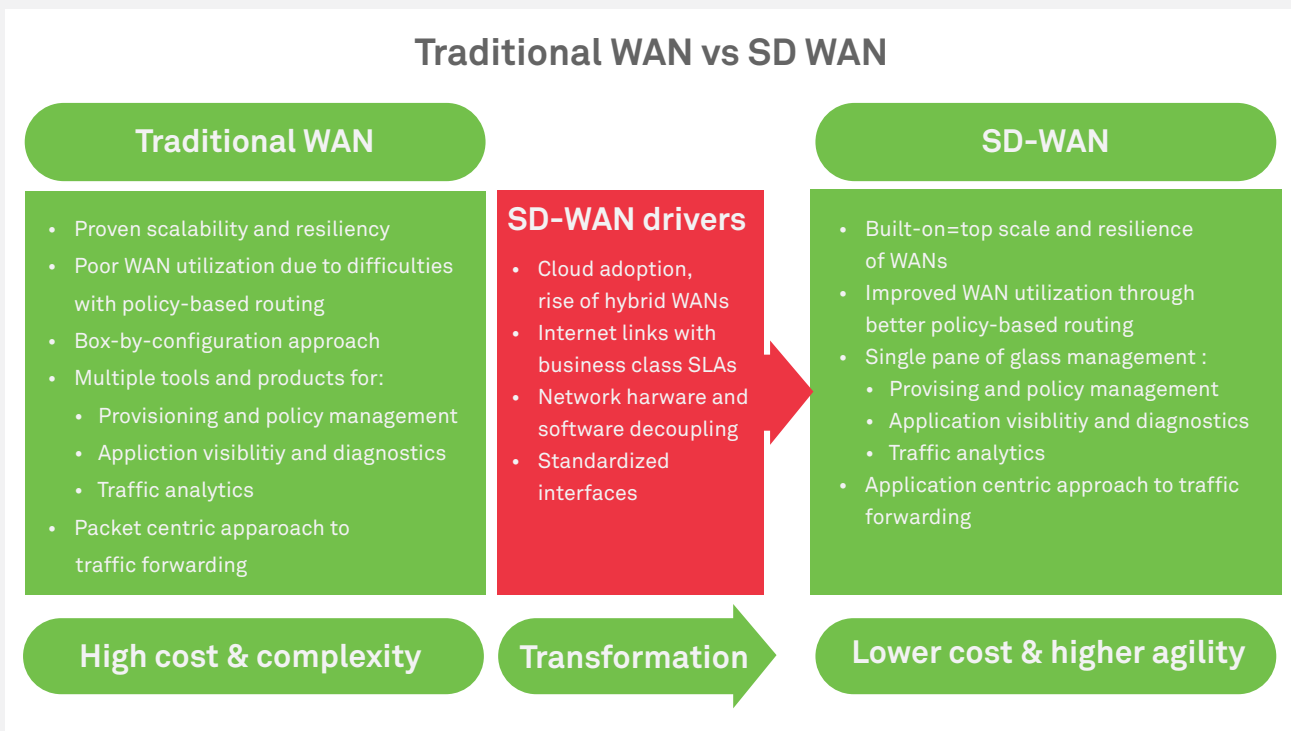 Traditional WAN vs SD WAN
Traditional WAN
• Proven scalability and resiliency
• Poor WAN utilization due to difficulties
with policy-based routing
• Box-by-configuration approach
• Multiple tools and products for:
• Provisioning and policy management
• Appliction visiblitiy and diagnostics
• Traffic analytics
• Packet centric apparoach to
traffic forwarding
High cost & complexity
SD-WAN drivers
• Cloud adoption,
rise of hybrid WANs
• Internet links with
business class SLAs
• Network harware and
software decoupling
• Standardized
interfaces
Transformation
SD-WAN
• Built-on=top scale and resilience
of WANs
• Improved WAN utilization through
better policy-based routing
• Single pane of glass management :
• Provising and policy management
• Application visiblitiy and diagnostics
• Traffic analytics
• Application centric approach to traffic
forwarding
Lower cost & higher agility